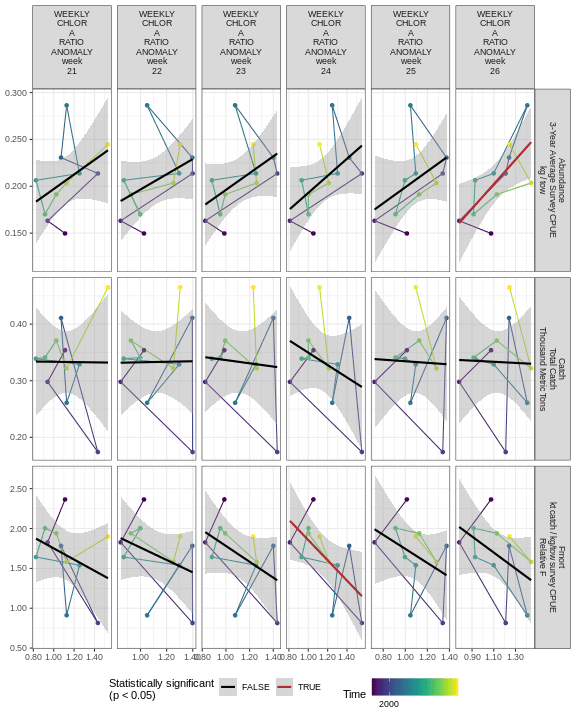 WEEKLY
CHLOR
A
RATIO
ANOMALY
week
21
WEEKLY
CHLOR
A
RATIO
ANOMALY
week
22
WEEKLY
CHLOR
A
RATIO
ANOMALY
week
23
WEEKLY
CHLOR
A
RATIO
ANOMALY
week
24
WEEKLY
CHLOR
A
RATIO
ANOMALY
week
25
WEEKLY
CHLOR
A
RATIO
ANOMALY
week
26
0.300
0.250
0.200
0.150
Abundance
3-Year Average Survey CPUE
kg / tow
0.40
0.30
0.20
Catch
Total Catch
Thousand Metric Tons
2.50
2.00
1.50
1.00
0.50
Fmort
kt catch / kg/tow survey CPUE
Relative F
0.80 1.00 1.20 1.40
1.00 1.20 1.40
0.80 1.00 1.20 1.40
0.80 1.00 1.20 1.40
0.80 1.00 1.20 1.40
0.90 1.10 1.30
Statistically significant
(p < 0.05)
FALSE
TRUE
Time
2000